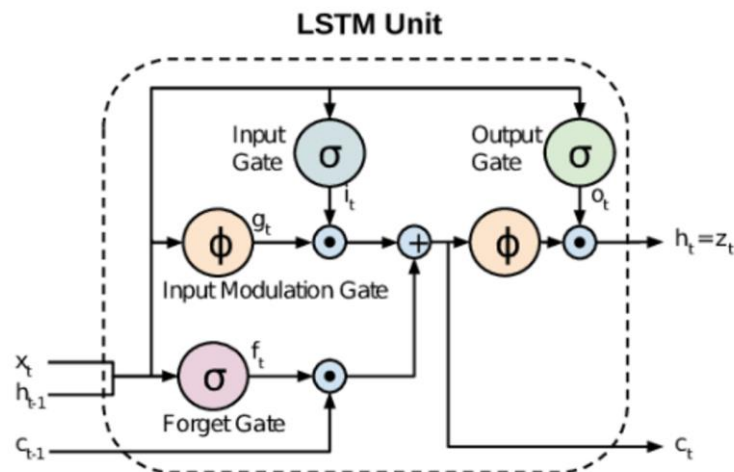 LSTM Unit
Input
Gate
σ
Output
Gate
σ
i_t
o_t
g_t
ϕ
+
ϕ
h_t=z_t
Input Modulation Gate
x_t
f_t
σ
h_t-1
Forget Gate
c_t-1
c_t